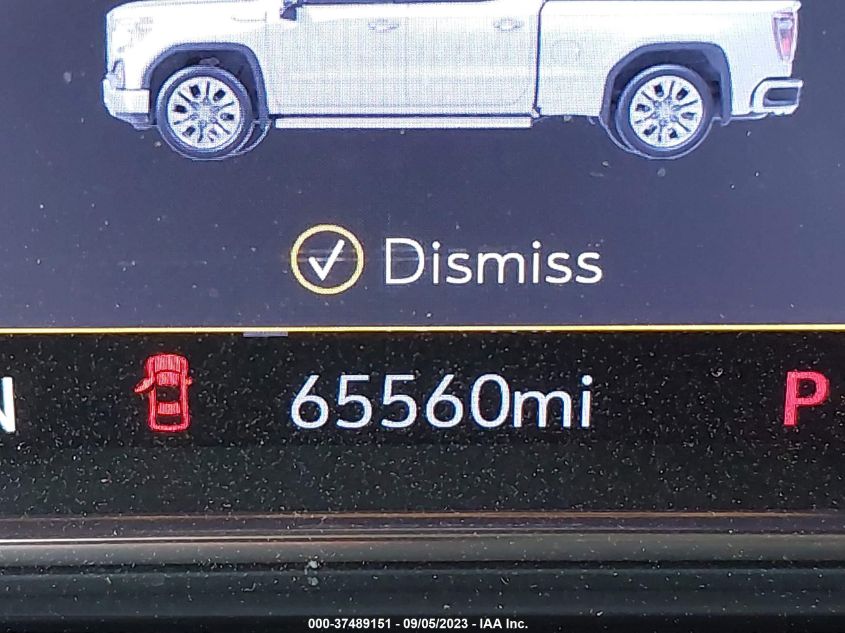 Dismiss
N 65560mi P
000-37489151 - 09/05/2023 - IAA Inc.